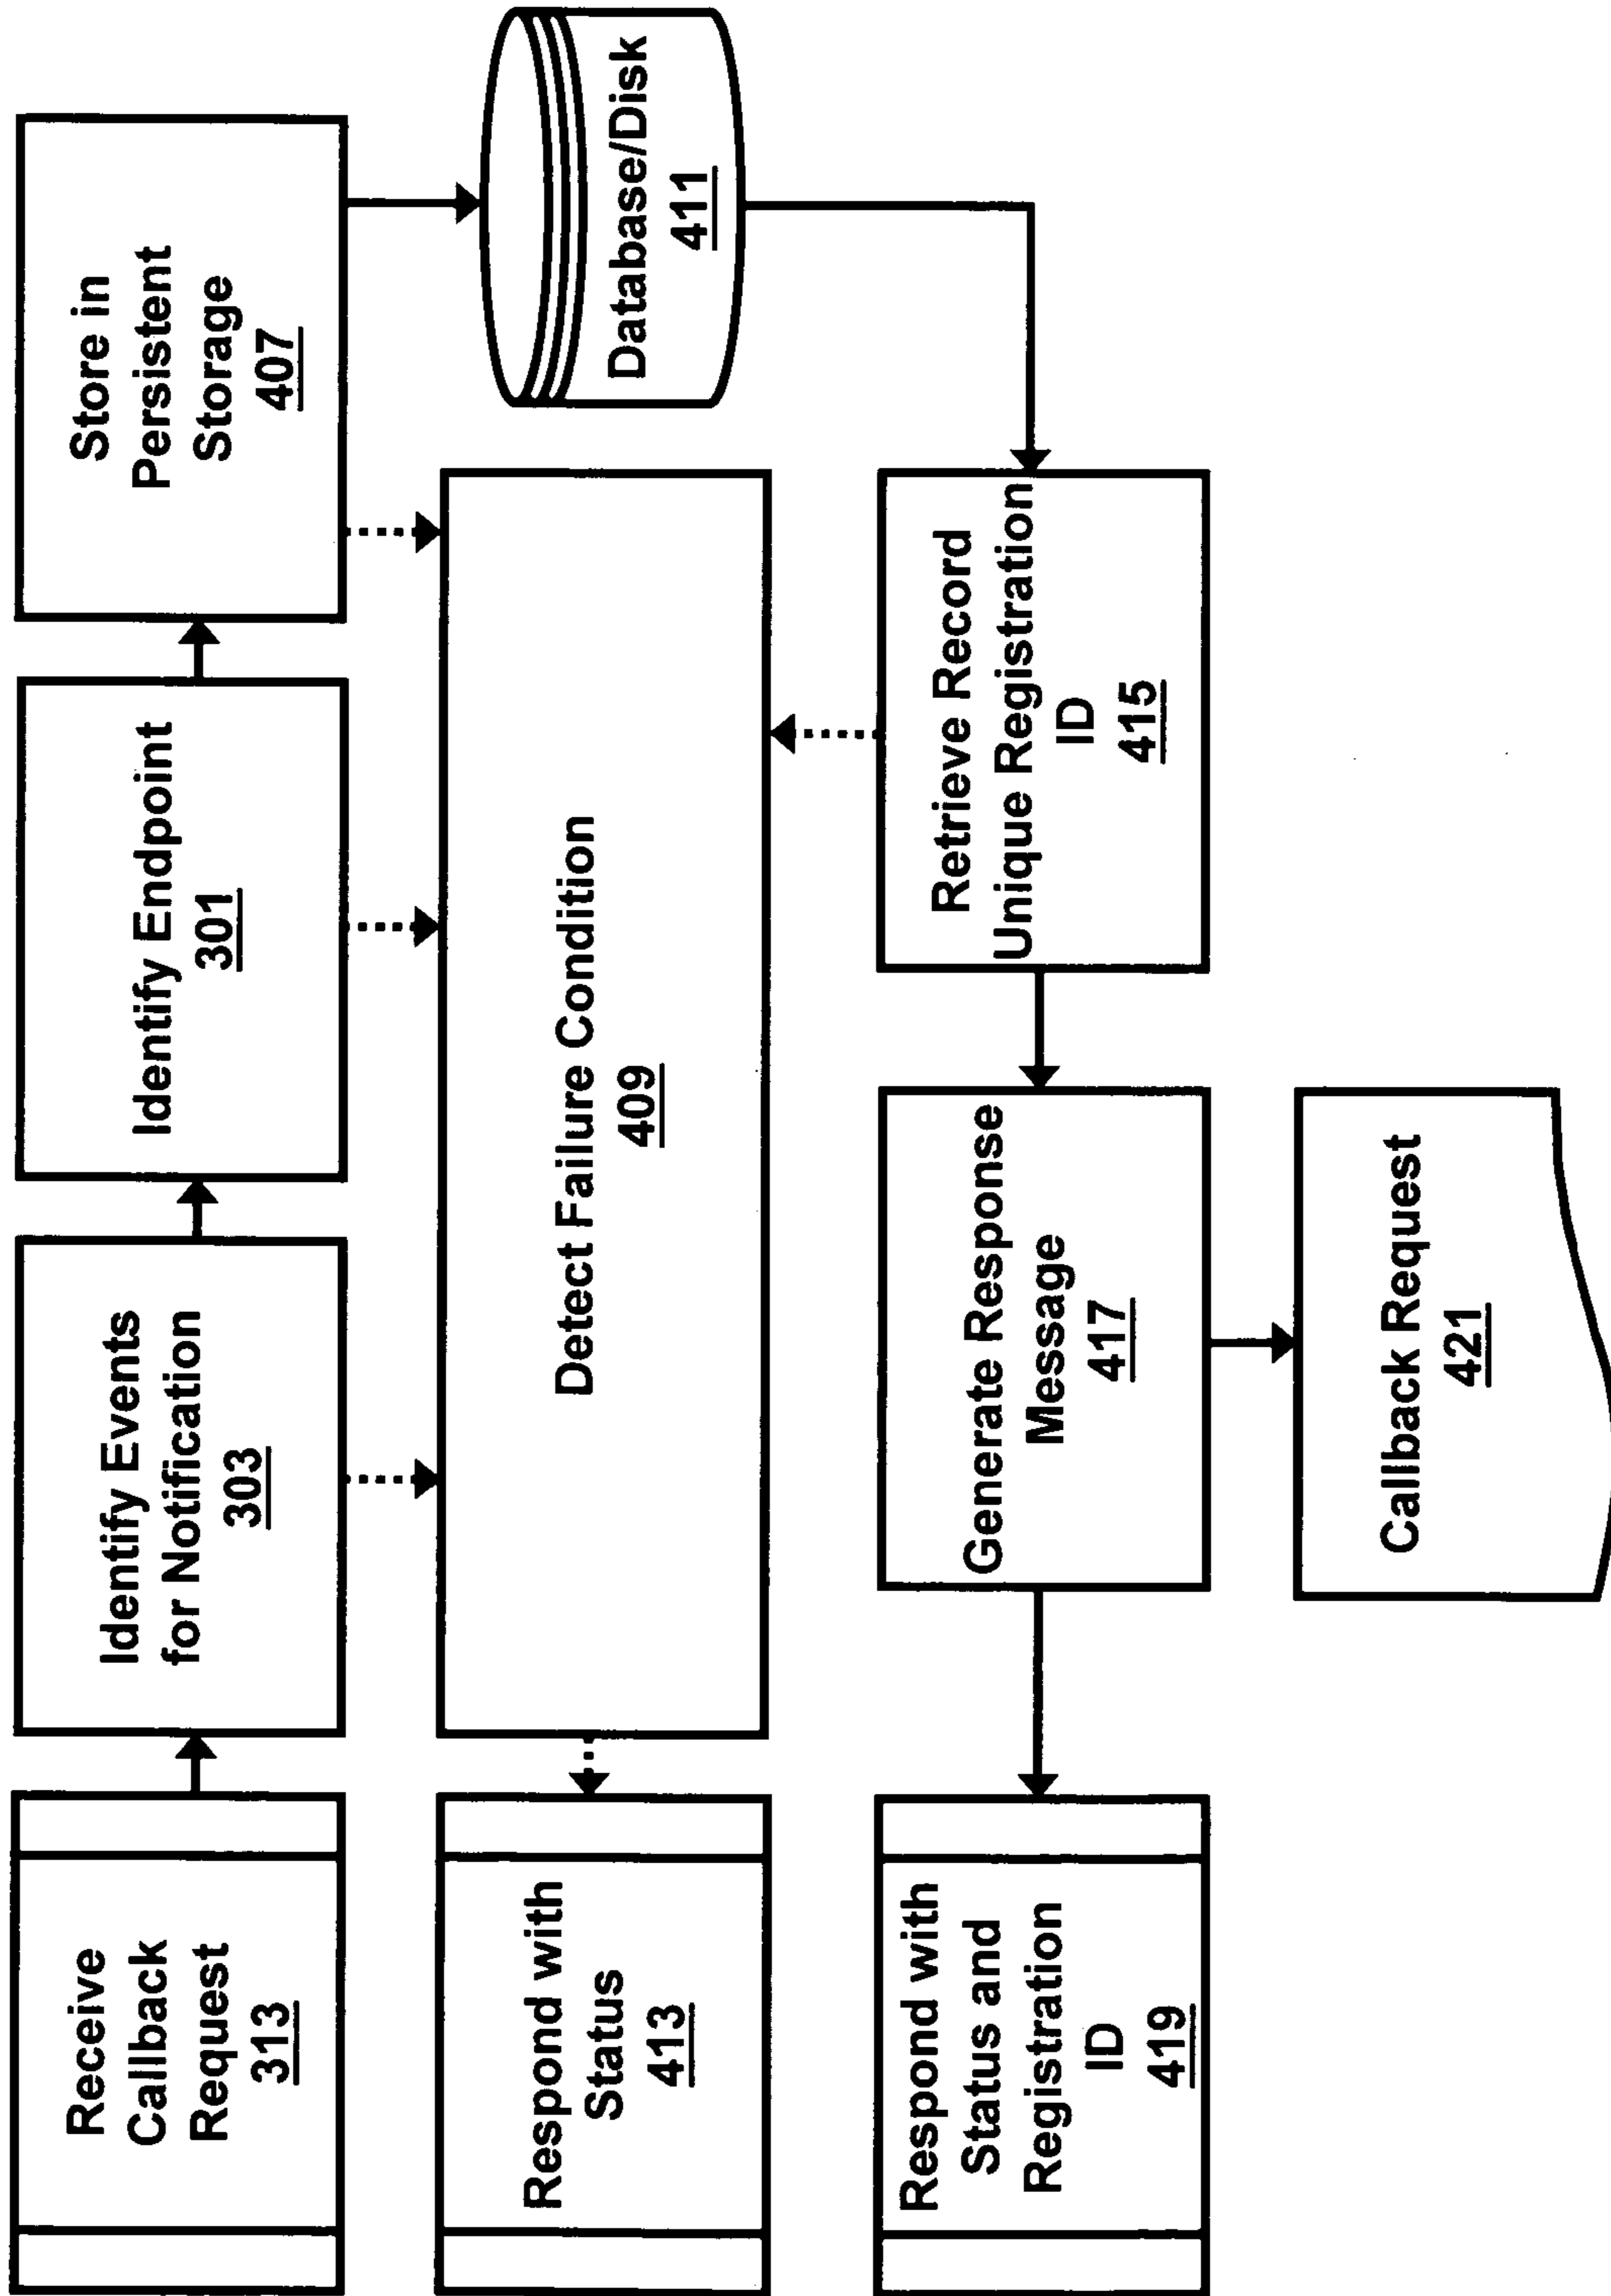 Receive
Callback
Request
313
Identify Events
for Notification
303
Identify Endpoint
301
Store in
Persistent
Storage
407
Respond with
Status
413
Detect Failure Condition
409
Database/Disk
411
Respond with
Status and
Registration
ID
419
Generate Response
Message
417
Retrieve Record
Unique Registration
ID
415
Callback Request
421